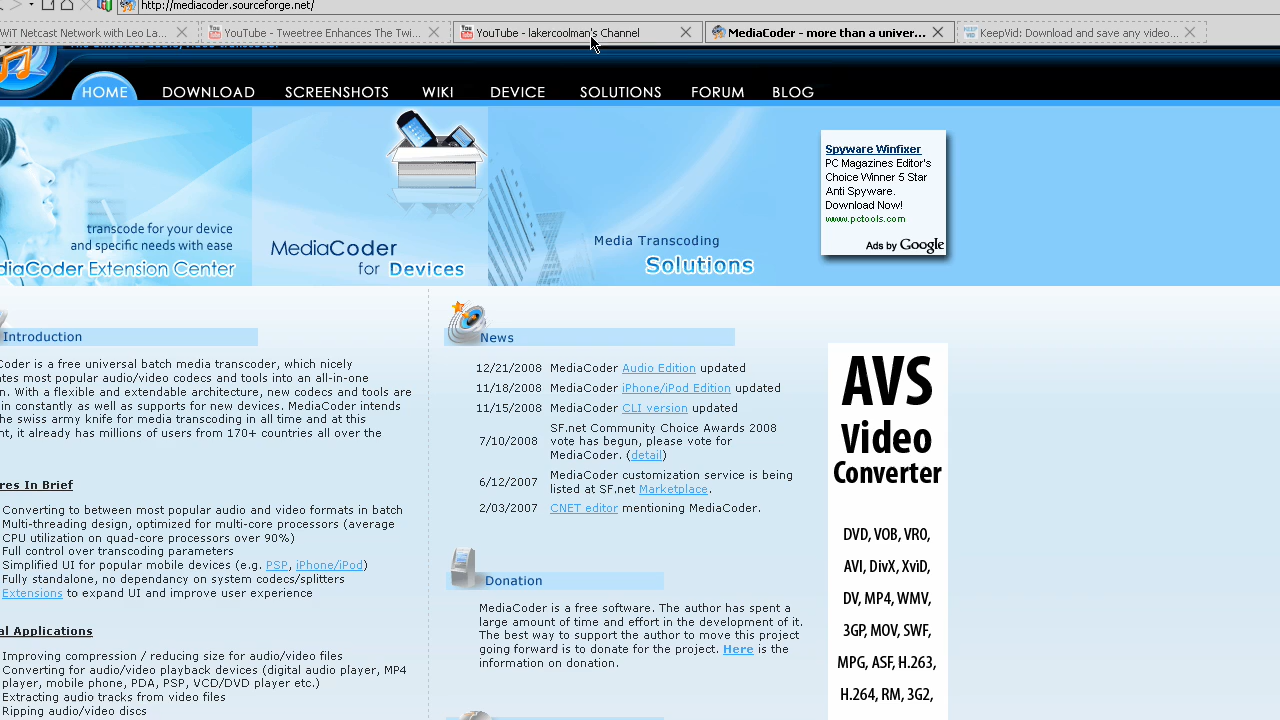 http://mediacoder.sourceforge.net/
WiT Netcast Network with Leo La...
YouTube - Tweetree Enhances The Twi...
YouTube - lakercoolman's Channel
MediaCoder - more than a univer...
KeepVid: Download and save any video...
HOME
DOWNLOAD
SCREENSHOTS
WIKI
DEVICE
SOLUTIONS
FORUM
BLOG
transcode for your device
and specific needs with ease
diaCoder Extension Center
MediaCoder
for Devices
Media Transcoding
Solutions
Spyware Winfixer
PC Magazines Editor's
Choice Winner 5 Star
Anti Spyware.
Download Now!
www.pctools.com
Ads by Google
Introduction
Coder is a free universal batch media transcoder, which nicely
tes most popular audio/video codecs and tools into an all-in-one
n. With a flexible and extendable architecture, new codecs and tools are
in constantly as well as supports for new devices. MediaCoder intends
he swiss army knife for media transcoding in all time and at this
nt, it already has millions of users from 170+ countries all over the
res In Brief
Converting to between most popular audio and video formats in batch
Multi-threading design, optimized for multi-core processors (average
CPU utilization on quad-core processors over 90%)
Full control over transcoding parameters
Simplified UI for popular mobile devices (e.g. PSP, iPhone/iPod)
Fully standalone, no dependancy on system codecs/splitters
Extensions to expand UI and improve user experience
al Applications
Improving compression / reducing size for audio/video files
Converting for audio/video playback devices (digital audio player, MP4
player, mobile phone, PDA, PSP, VCD/DVD player etc.)
Extracting audio tracks from video files
Ripping audio/video discs
News
12/21/2008 MediaCoder Audio Edition updated
11/18/2008 MediaCoder iPhone/iPod Edition updated
11/15/2008 MediaCoder CLI version updated
7/10/2008 SF.net Community Choice Awards 2008
vote has begun, please vote for
MediaCoder. (detail)
6/12/2007 MediaCoder customization service is being
listed at SF.net Marketplace.
2/03/2007 CNET editor mentioning MediaCoder.
Donation
MediaCoder is a free software. The author has spent a
large amount of time and effort in the development of it.
The best way to support the author to move this project
going forward is to donate for the project. Here is the
information on donation.
AVS
Video
Converter
DVD, VOB, VRO,
AVI, DivX, XviD,
DV, MP4, WMV,
3GP, MOV, SWF,
MPG, ASF, H.263,
H.264, RM, 3G2,